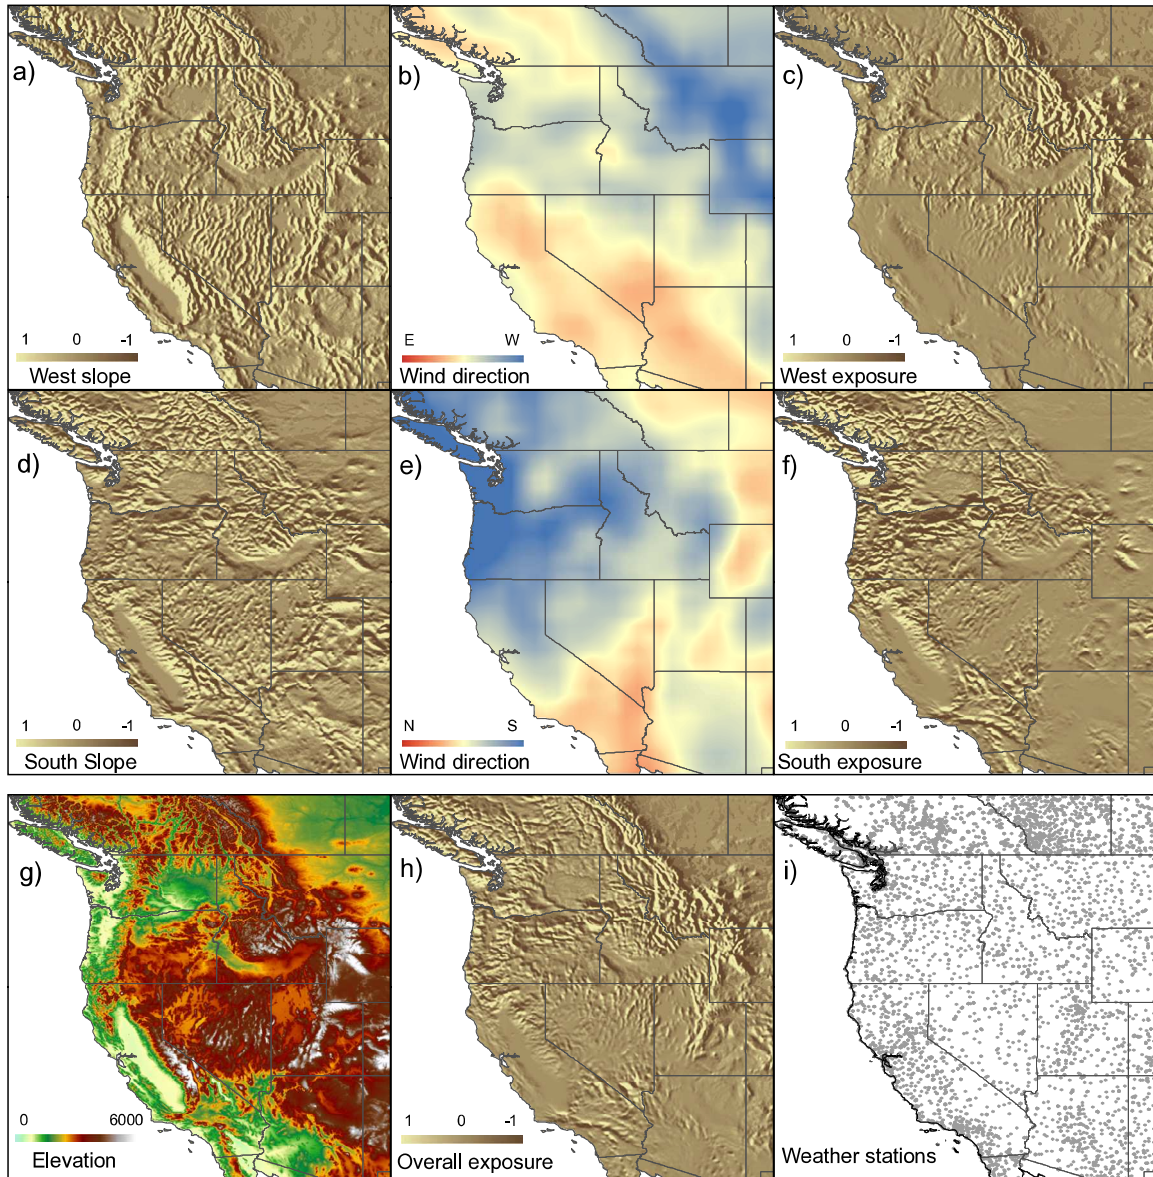 a)
1 0 -1
West slope
b)
E W
Wind direction
c)
1 0 -1
West exposure
d)
1 0 -1
South Slope
e)
N S
Wind direction
f)
1 0 -1
South exposure
g)
0 6000
Elevation
h)
1 0 -1
Overall exposure
i)
Weather stations